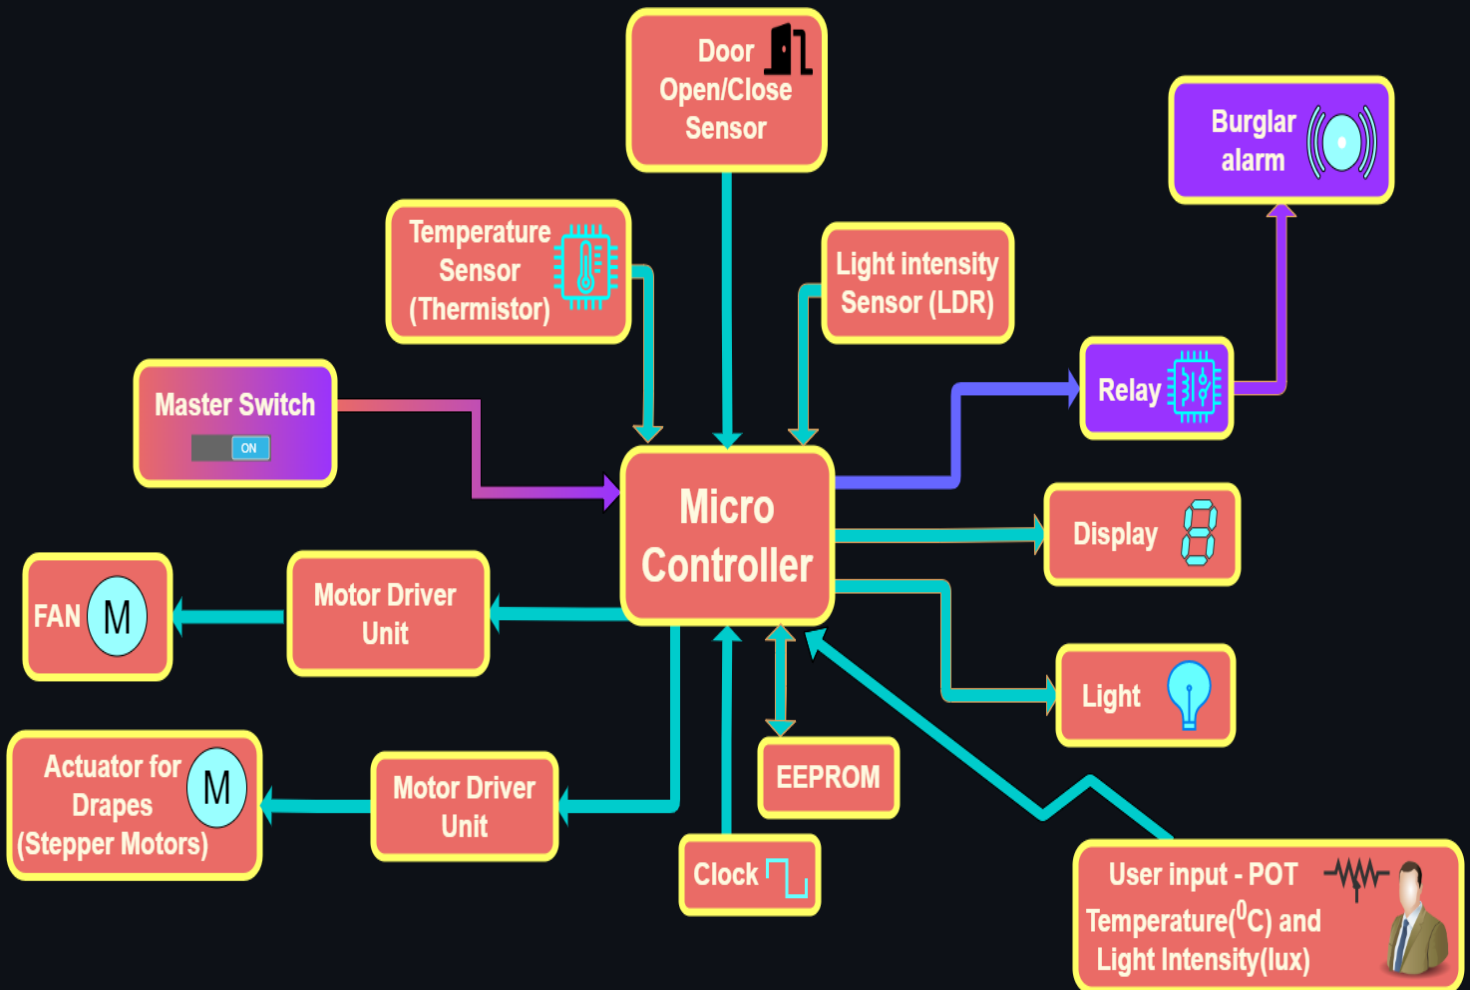 Door
Open/Close
Sensor
Burglar
alarm
Temperature
Sensor
(Thermistor)
Light intensity
Sensor (LDR)
Master Switch
ON
Relay
Micro
Controller
Display
8
FAN M
Motor Driver
Unit
Light
Actuator for
Drapes
(Stepper Motors)
M
Motor Driver
Unit
EEPROM
Clock
User input - POT
Temperature(⁰C) and
Light Intensity(lux)